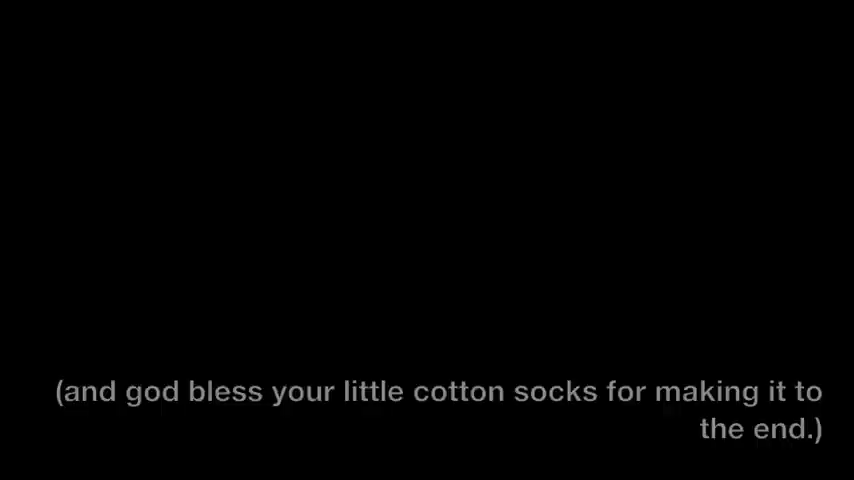 (and god bless your little cotton socks for making it to
the end.)